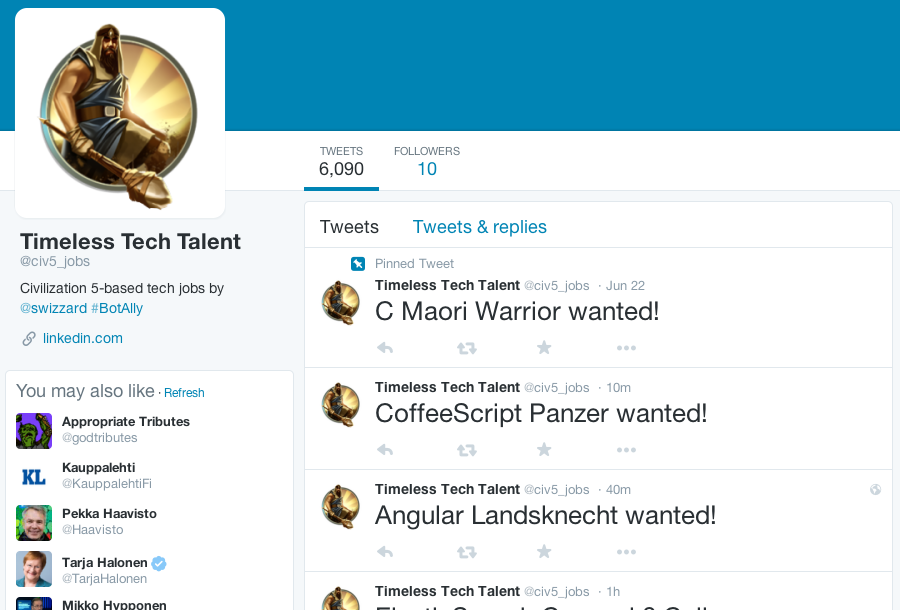 TWEETS
6,090
FOLLOWERS
10
Timeless Tech Talent
@civ5_jobs
Civilization 5-based tech jobs by
@swizzard #BotAlly
linkedin.com
You may also like · Refresh
Appropriate Tributes
@godtributes
KL
Kauppalehti
@KauppalehtiFi
Pekka Haavisto
@Haavisto
Tarja Halonen
@TarjaHalonen
Mikko Hypponen
Tweets
Tweets & replies
Pinned Tweet
Timeless Tech Talent @civ5_jobs · Jun 22
C Maori Warrior wanted!
Timeless Tech Talent @civ5_jobs · 10m
CoffeeScript Panzer wanted!
Timeless Tech Talent @civ5_jobs · 40m
Angular Landsknecht wanted!
Timeless Tech Talent @civ5_jobs · 1h